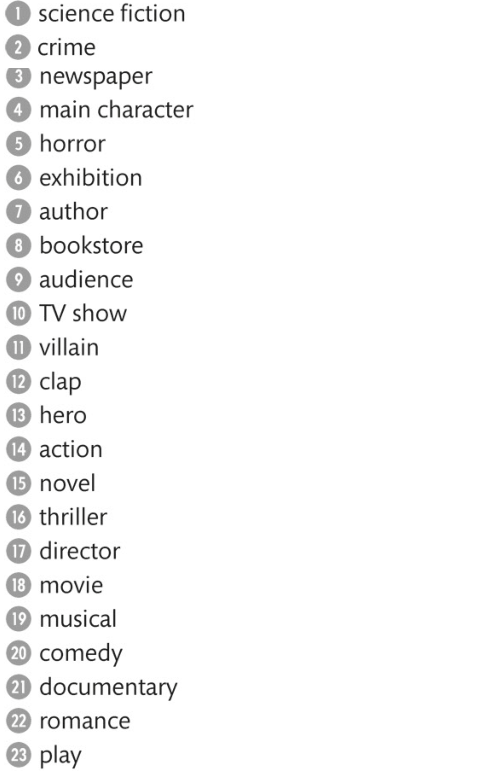 1 science fiction
2 crime
3 newspaper
4 main character
5 horror
6 exhibition
7 author
8 bookstore
9 audience
10 TV show
11 villain
12 clap
13 hero
14 action
15 novel
16 thriller
17 director
18 movie
19 musical
20 comedy
21 documentary
22 romance
23 play